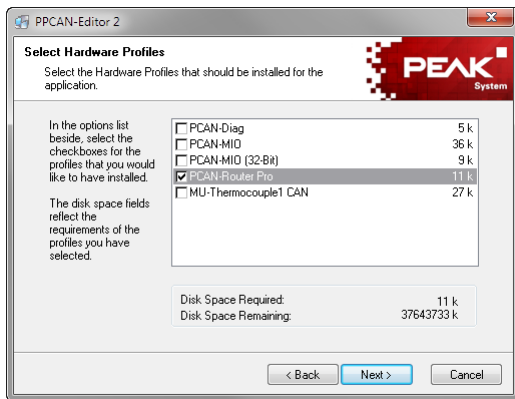 PPCAN-Editor 2
Select Hardware Profiles
Select the Hardware Profiles that should be installed for the
application.
PEAK
System
In the options list
beside, select the
checkboxes for the
profiles that you would
like to have installed.
The disk space fields
reflect the
requirements of the
profiles you have
selected.
PCAN-Diag 5 k
PCAN-MIO 36 k
PCAN-MIO (32-Bit) 9 k
PCAN-Router Pro 11 k
MU-Thermocouple1 CAN 27 k
Disk Space Required: 11 k
Disk Space Remaining: 37643733 k
< Back Next > Cancel